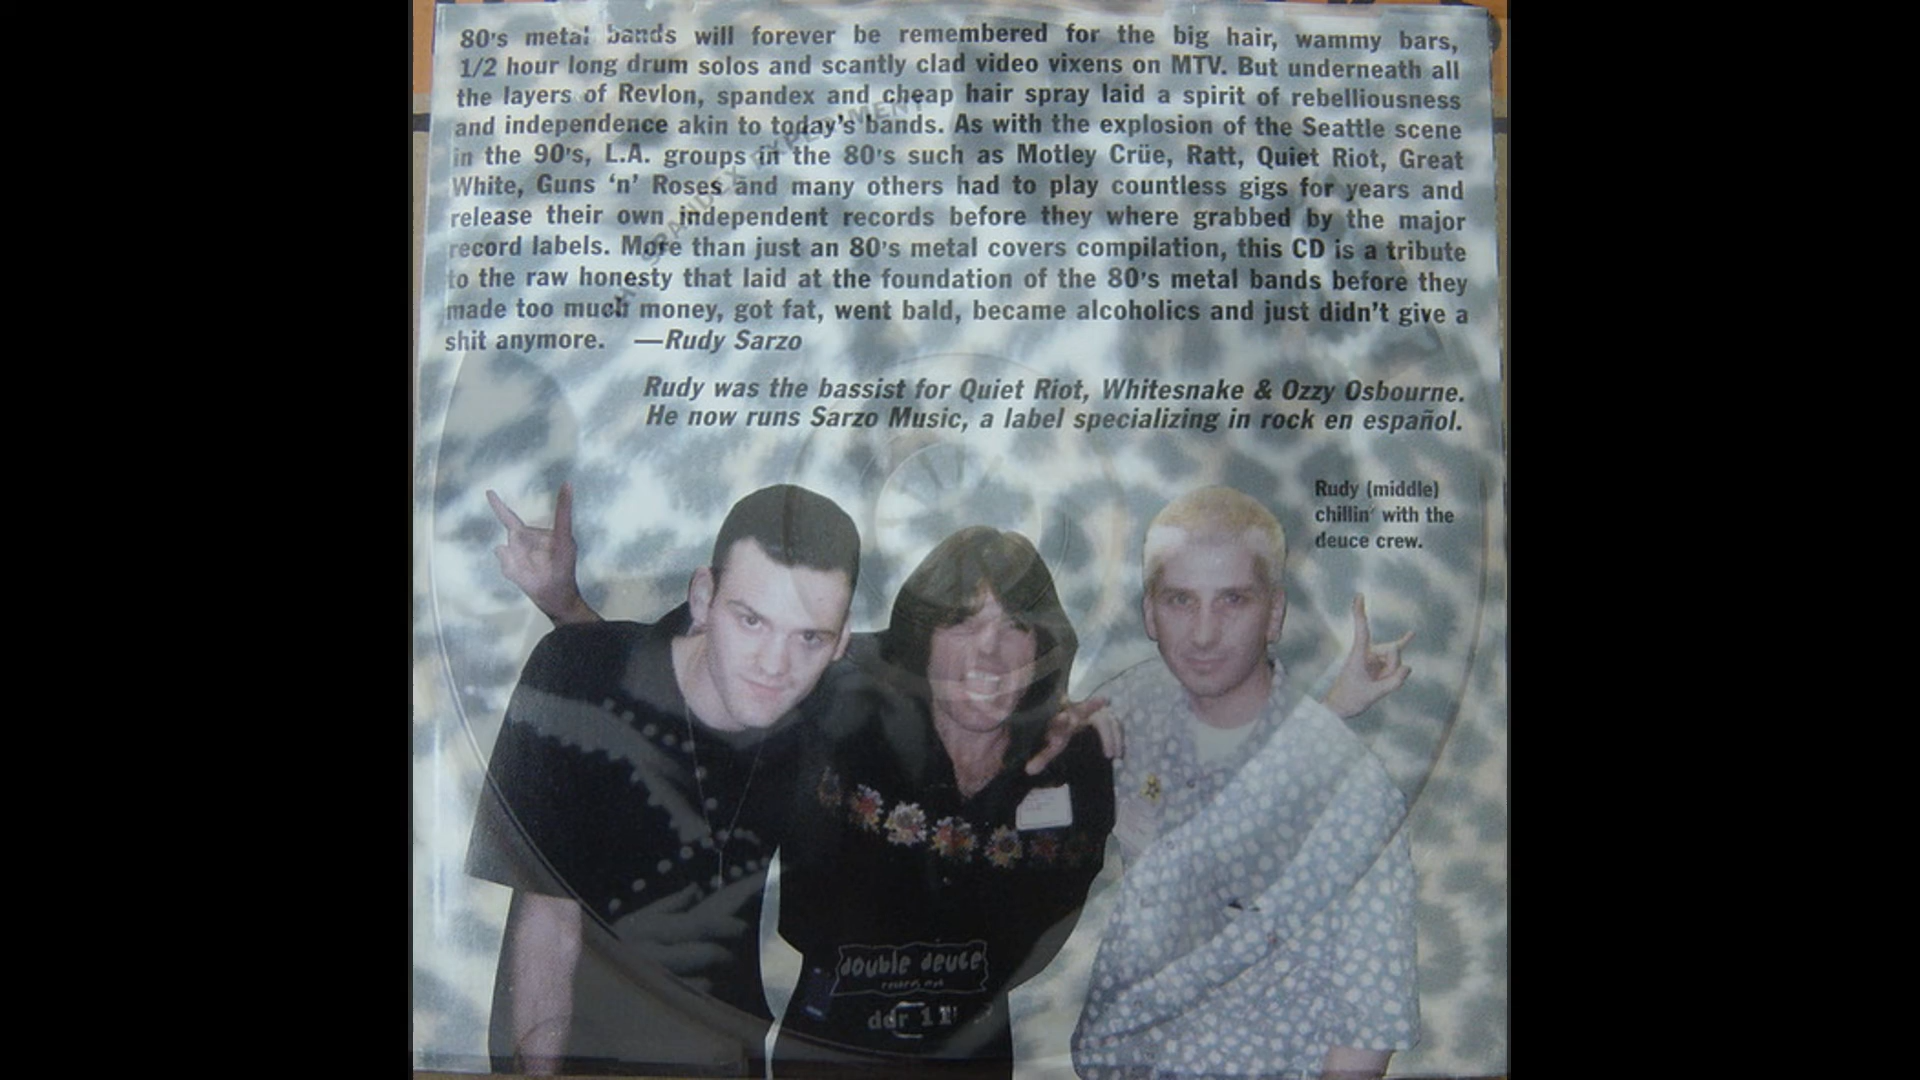 80's metal bands will forever be remembered for the big hair, wammy bars,
1/2 hour long drum solos and scantly clad video vixens on MTV. But underneath all
the layers of Revlon, spandex and cheap hair spray laid a spirit of rebelliousness
and independence akin to today's bands. As with the explosion of the Seattle scene
in the 90's, L.A. groups in the 80's such as Motley Crüe, Ratt, Quiet Riot, Great
White, Guns 'n' Roses and many others had to play countless gigs for years and
release their own independent records before they where grabbed by the major
record labels. More than just an 80's metal covers compilation, this CD is a tribute
to the raw honesty that laid at the foundation of the 80's metal bands before they
made too much money, got fat, went bald, became alcoholics and just didn't give a
shit anymore. —Rudy Sarzo
Rudy was the bassist for Quiet Riot, Whitesnake & Ozzy Osbourne.
He now runs Sarzo Music, a label specializing in rock en español.
Rudy (middle)
chillin' with the
deuce crew.
double deuce
ddr 11